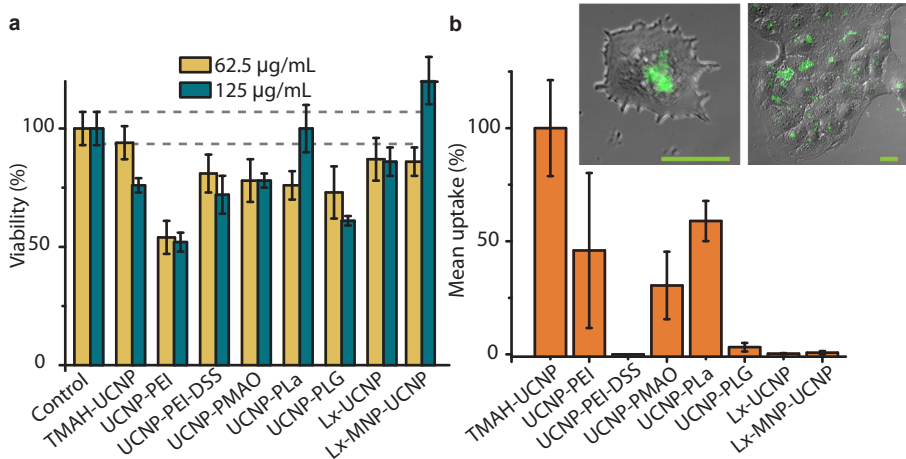 a
62.5 µg/mL
125 µg/mL
Viability (%)
100
50
0
Control
TMAH-UCNP
UCNP-PEI
UCNP-PEI-DSS
UCNP-PMAO
UCNP-PLa
UCNP-PLG
Lx-UCNP
Lx-MNP-UCNP
b
Mean uptake (%)
100
50
0
TMAH-UCNP
UCNP-PEI
UCNP-PEI-DSS
UCNP-PMAO
UCNP-PLa
UCNP-PLG
Lx-UCNP
Lx-MNP-UCNP